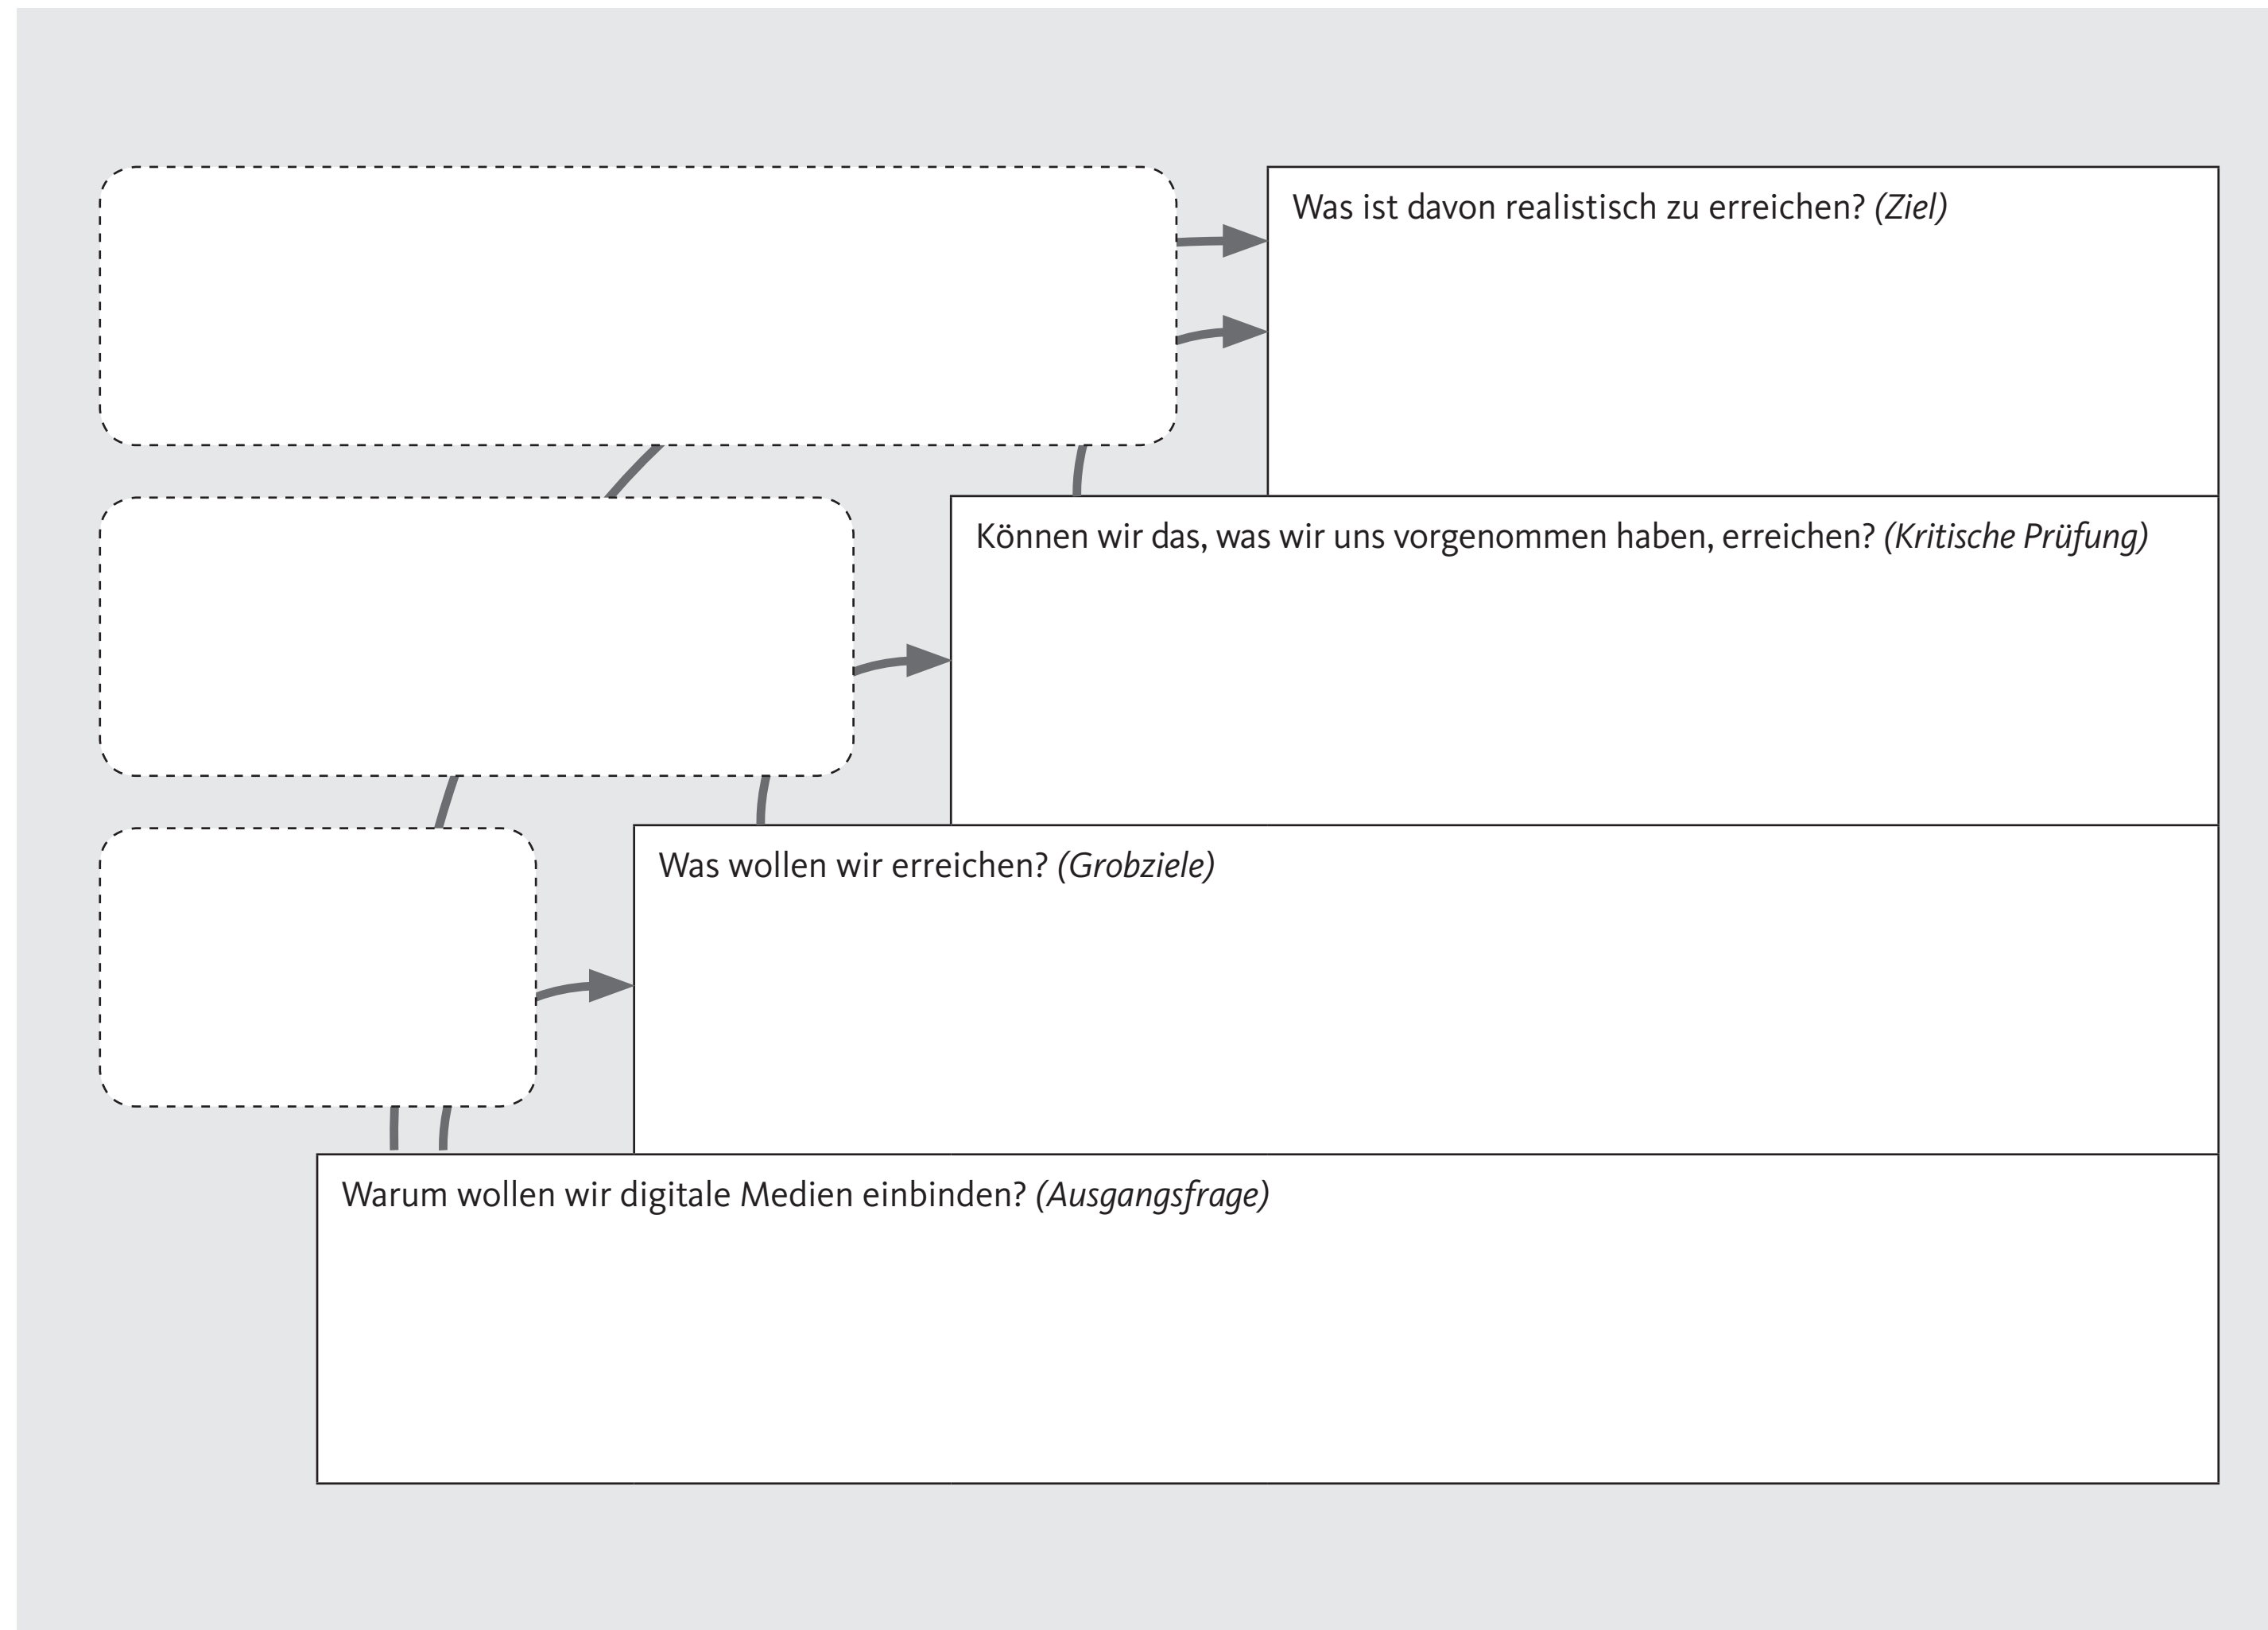 Was ist davon realistisch zu erreichen? (Ziel)
Können wir das, was wir uns vorgenommen haben, erreichen? (Kritische Prüfung)
Was wollen wir erreichen? (Grobziele)
Warum wollen wir digitale Medien einbinden? (Ausgangsfrage)